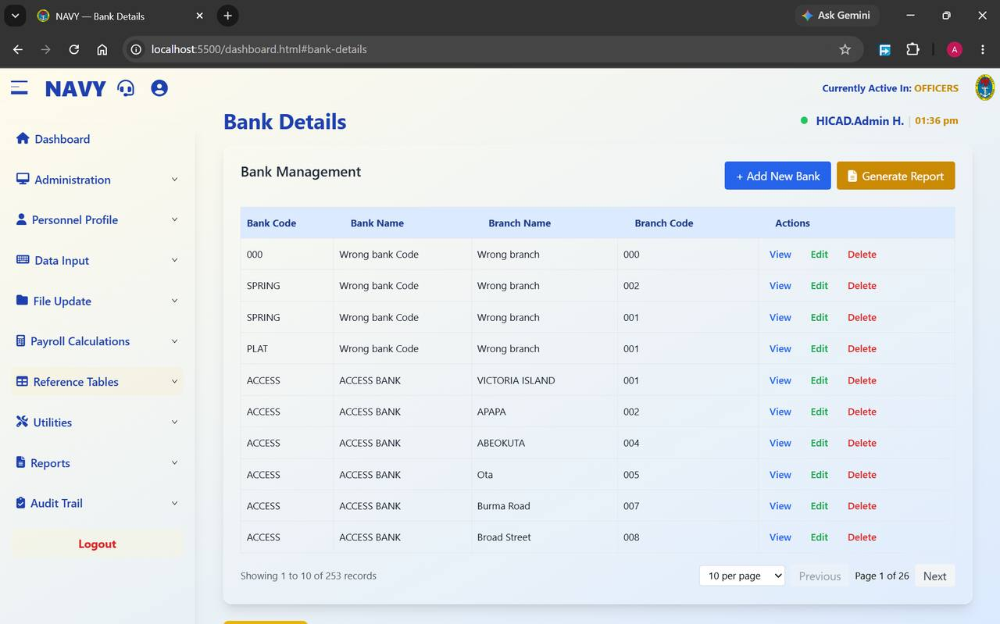 NAVY — Bank Details
Ask Gemini
localhost:5500/dashboard.html#bank-details
A
NAVY
Currently Active In: OFFICERS
Bank Details
HICAD.Admin H. | 01:36 pm
Dashboard
Administration
Personnel Profile
Data Input
File Update
Payroll Calculations
Reference Tables
Utilities
Reports
Audit Trail
Logout
Bank Management
+ Add New Bank
Generate Report
Bank Code Bank Name Branch Name Branch Code Actions
000 Wrong bank Code Wrong branch 000 View Edit Delete
SPRING Wrong bank Code Wrong branch 002 View Edit Delete
SPRING Wrong bank Code Wrong branch 001 View Edit Delete
PLAT Wrong bank Code Wrong branch 001 View Edit Delete
ACCESS ACCESS BANK VICTORIA ISLAND 001 View Edit Delete
ACCESS ACCESS BANK APAPA 002 View Edit Delete
ACCESS ACCESS BANK ABEOKUTA 004 View Edit Delete
ACCESS ACCESS BANK Ota 005 View Edit Delete
ACCESS ACCESS BANK Burma Road 007 View Edit Delete
ACCESS ACCESS BANK Broad Street 008 View Edit Delete
Showing 1 to 10 of 253 records
10 per page
Previous
Page 1 of 26
Next